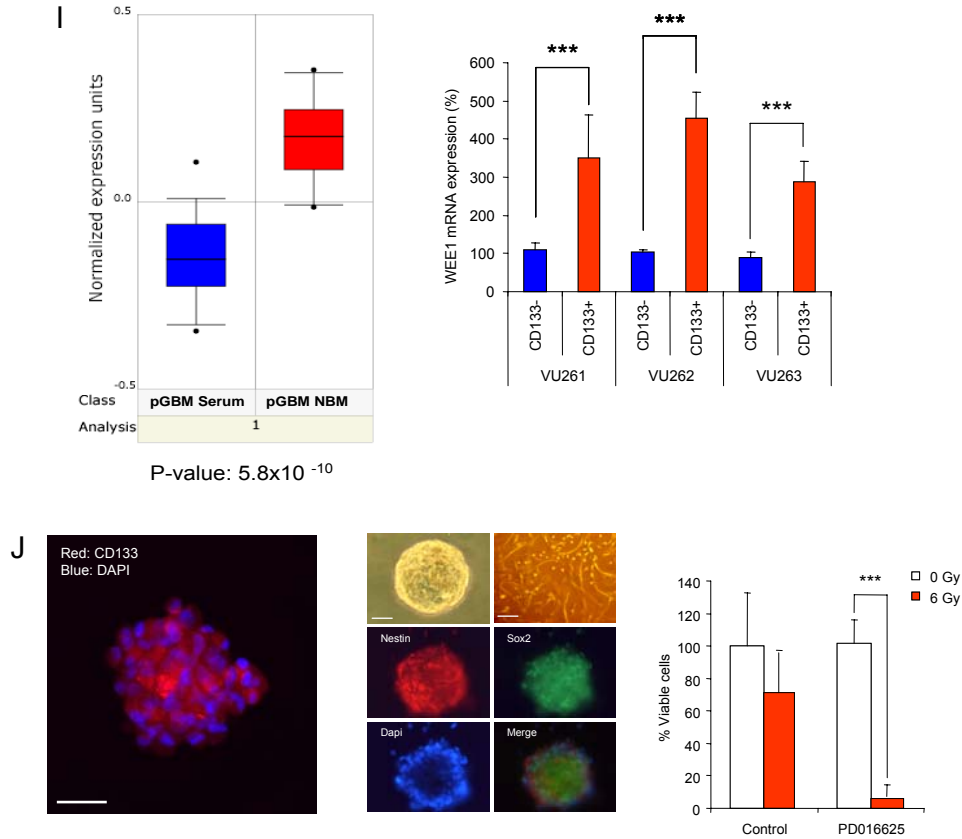 I
0.5
0.0
-0.5
Normalized expression units
Class pGBM Serum pGBM NBM
Analysis 1
P-value: 5.8x10 -10
WEE1 mRNA expression (%)
600
500
400
300
200
100
0
*** *** ***
CD133- CD133+ CD133- CD133+ CD133- CD133+
VU261 VU262 VU263
J
Red: CD133
Blue: DAPI
Nestin Sox2
Dapi Merge
% Viable cells
140
120
100
80
60
40
20
0
***
0 Gy
6 Gy
Control PD016625